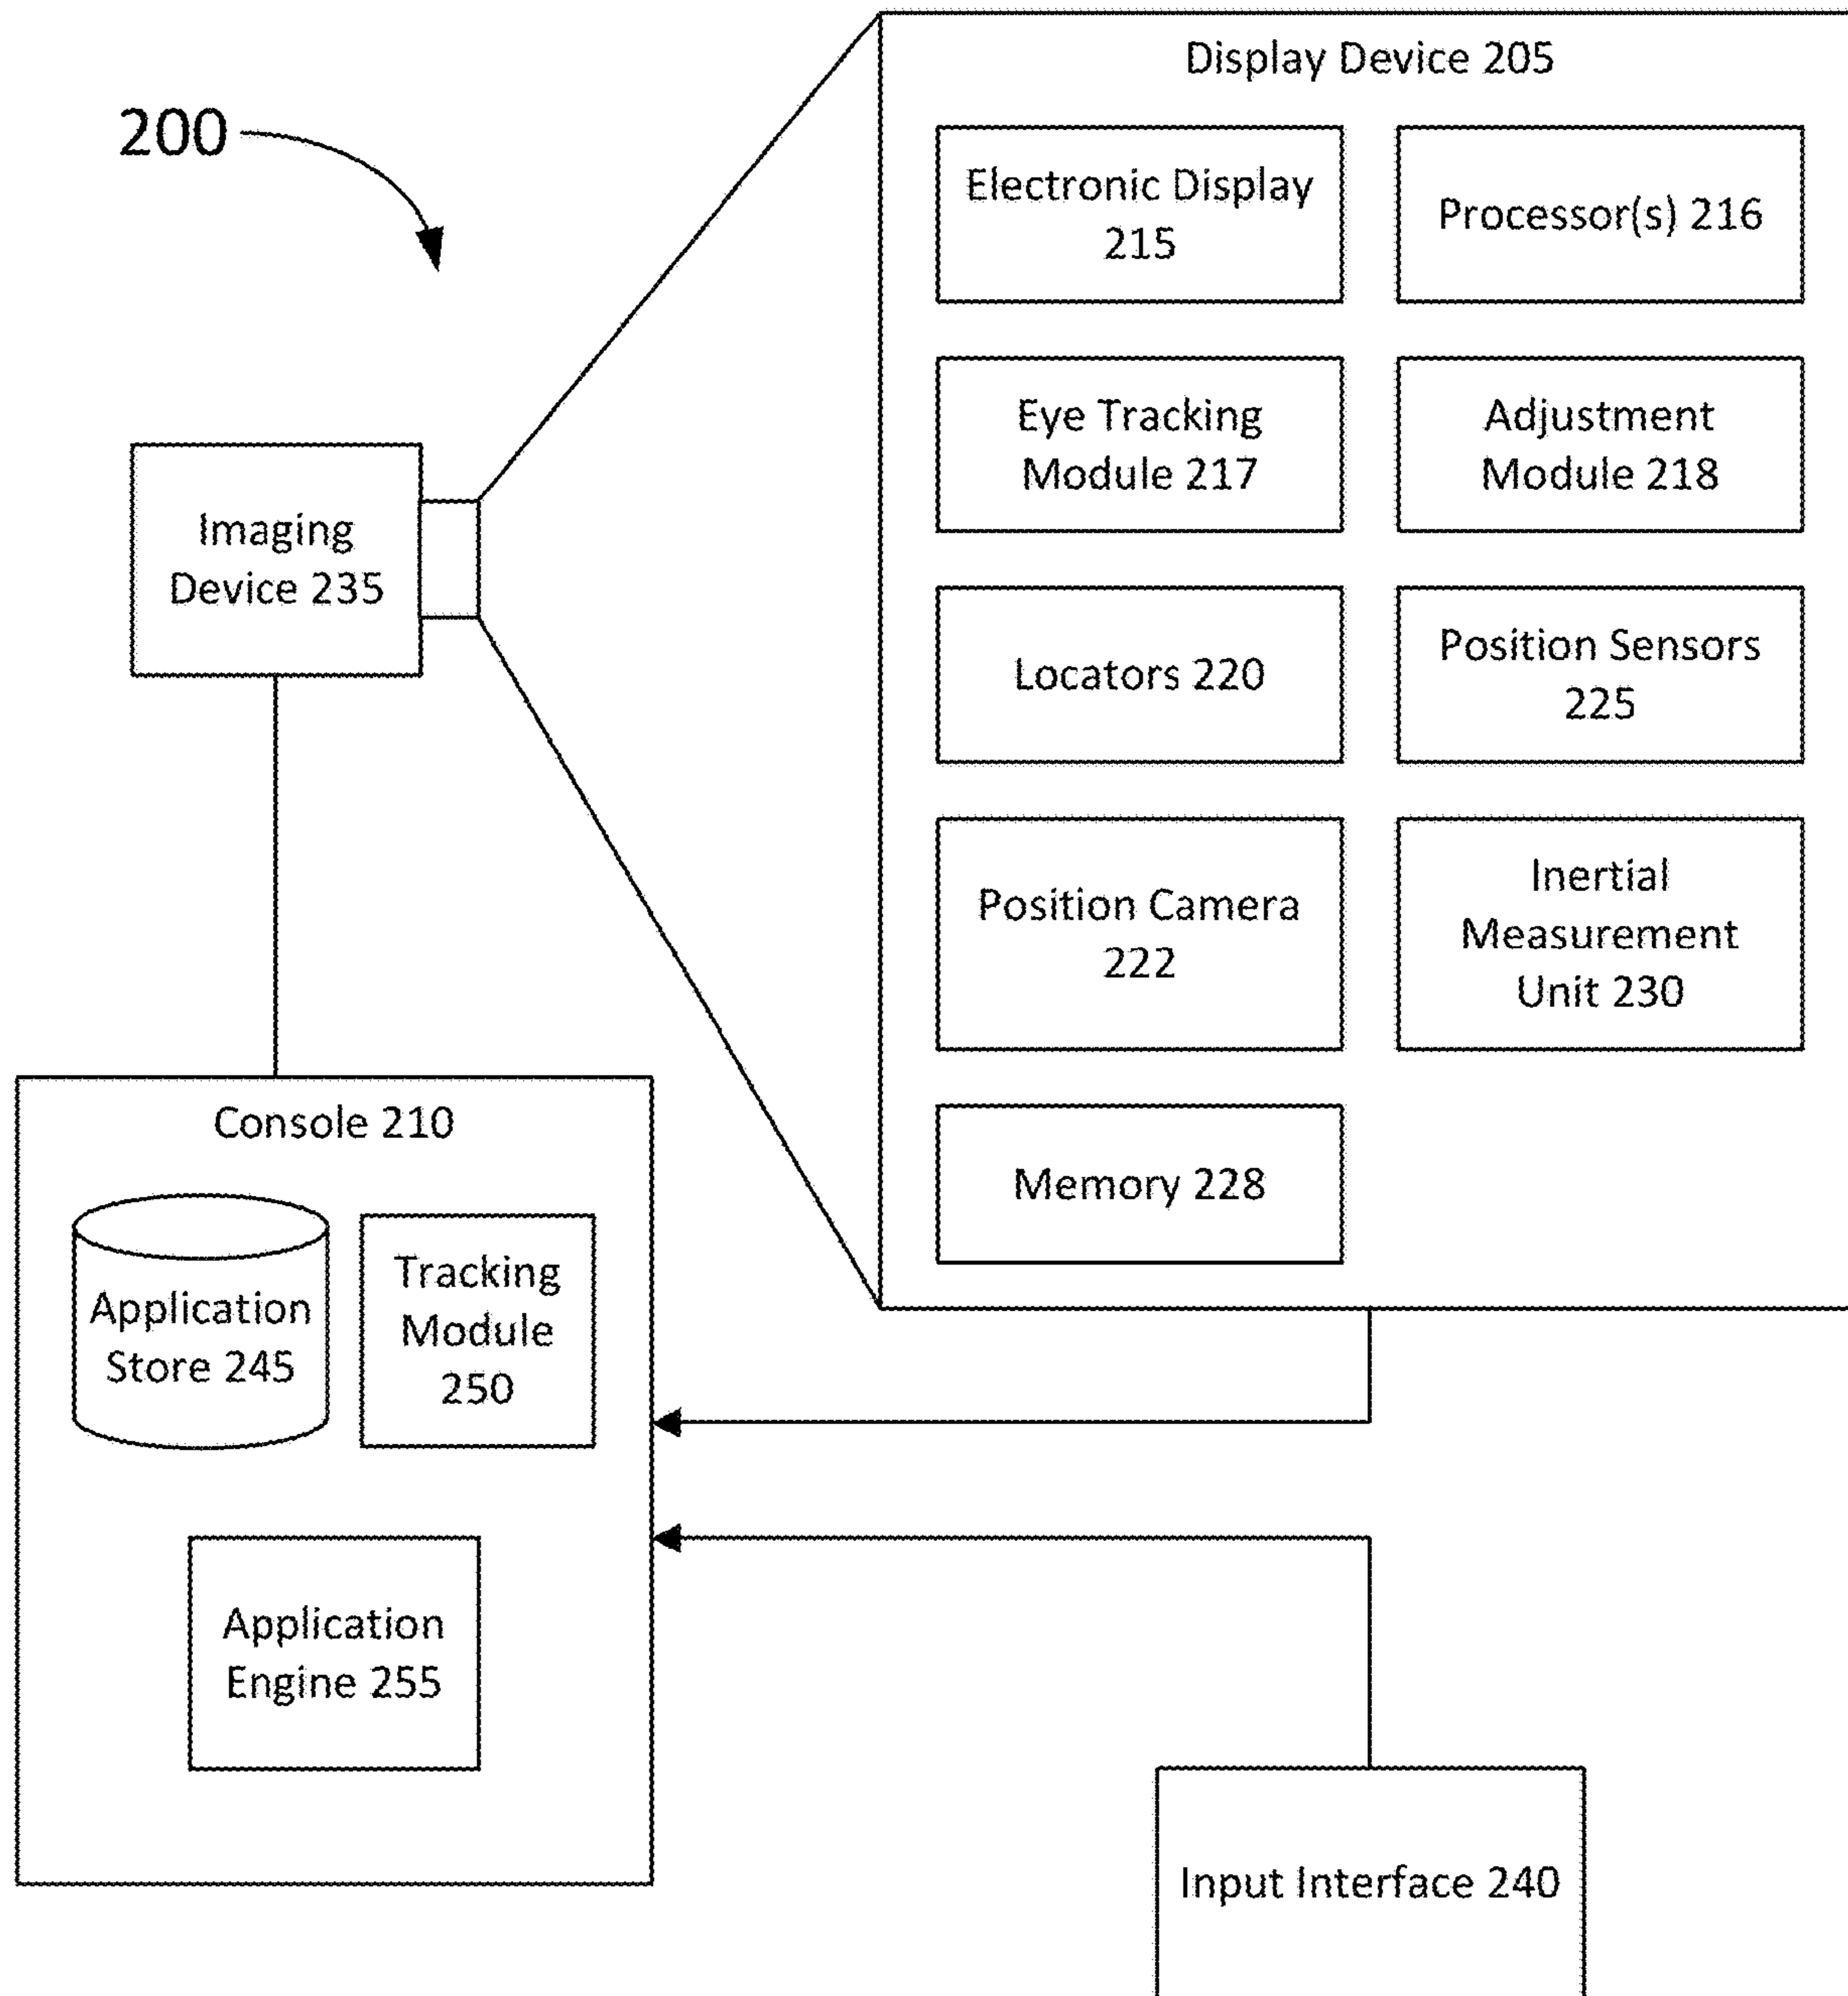 200
Display Device 205
Electronic Display
215
Processor(s) 216
Eye Tracking
Module 217
Adjustment
Module 218
Imaging
Device 235
Locators 220
Position Sensors
225
Position Camera
222
Inertial
Measurement
Unit 230
Memory 228
Console 210
Application
Store 245
Tracking
Module
250
Application
Engine 255
Input Interface 240